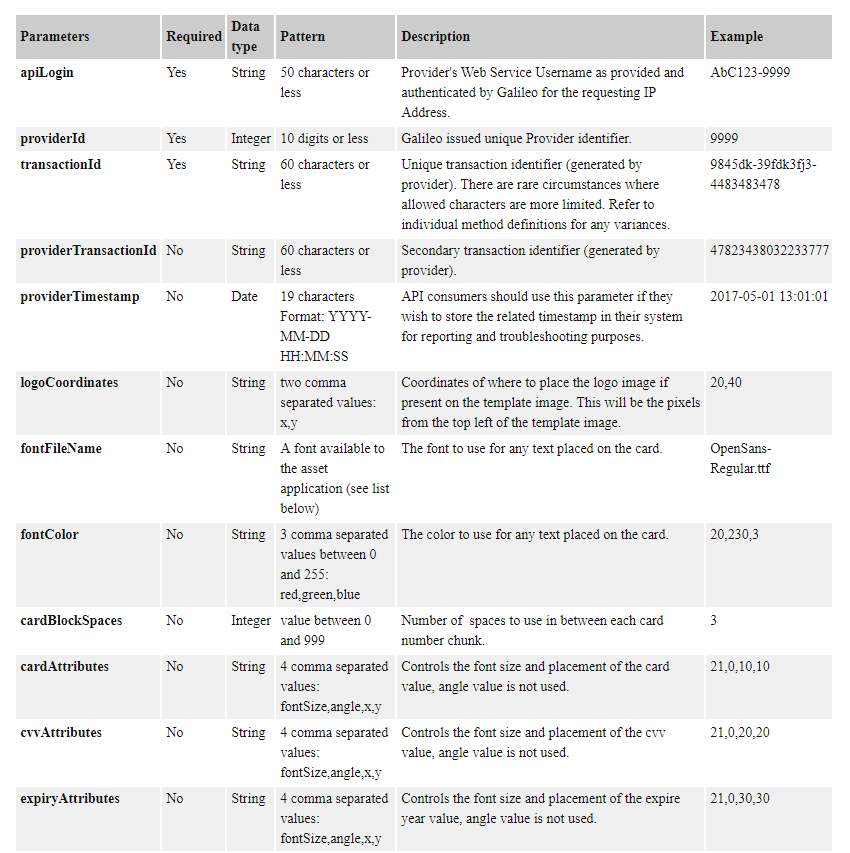 Parameters Required Data type Pattern Description Example
apiLogin Yes String 50 characters or less Provider's Web Service Username as provided and authenticated by Galileo for the requesting IP Address. AbC123-9999
providerId Yes Integer 10 digits or less Galileo issued unique Provider identifier. 9999
transactionId Yes String 60 characters or less Unique transaction identifier (generated by provider). There are rare circumstances where allowed characters are more limited. Refer to individual method definitions for any variances. 9845dk-39fdk3fj3-4483483478
providerTransactionId No String 60 characters or less Secondary transaction identifier (generated by provider). 47823438032233777
providerTimestamp No Date 19 characters Format: YYYY-MM-DD HH:MM:SS API consumers should use this parameter if they wish to store the related timestamp in their system for reporting and troubleshooting purposes. 2017-05-01 13:01:01
logoCoordinates No String two comma separated values: x,y Coordinates of where to place the logo image if present on the template image. This will be the pixels from the top left of the template image. 20,40
fontFileName No String A font available to the asset application (see list below) The font to use for any text placed on the card. OpenSans-Regular.ttf
fontColor No String 3 comma separated values between 0 and 255: red,green,blue The color to use for any text placed on the card. 20,230,3
cardBlockSpaces No Integer value between 0 and 999 Number of spaces to use in between each card number chunk. 3
cardAttributes No String 4 comma separated values: fontSize,angle,x,y Controls the font size and placement of the card value, angle value is not used. 21,0,10,10
cvvAttributes No String 4 comma separated values: fontSize,angle,x,y Controls the font size and placement of the cvv value, angle value is not used. 21,0,20,20
expiryAttributes No String 4 comma separated values: fontSize,angle,x,y Controls the font size and placement of the expire year value, angle value is not used. 21,0,30,30